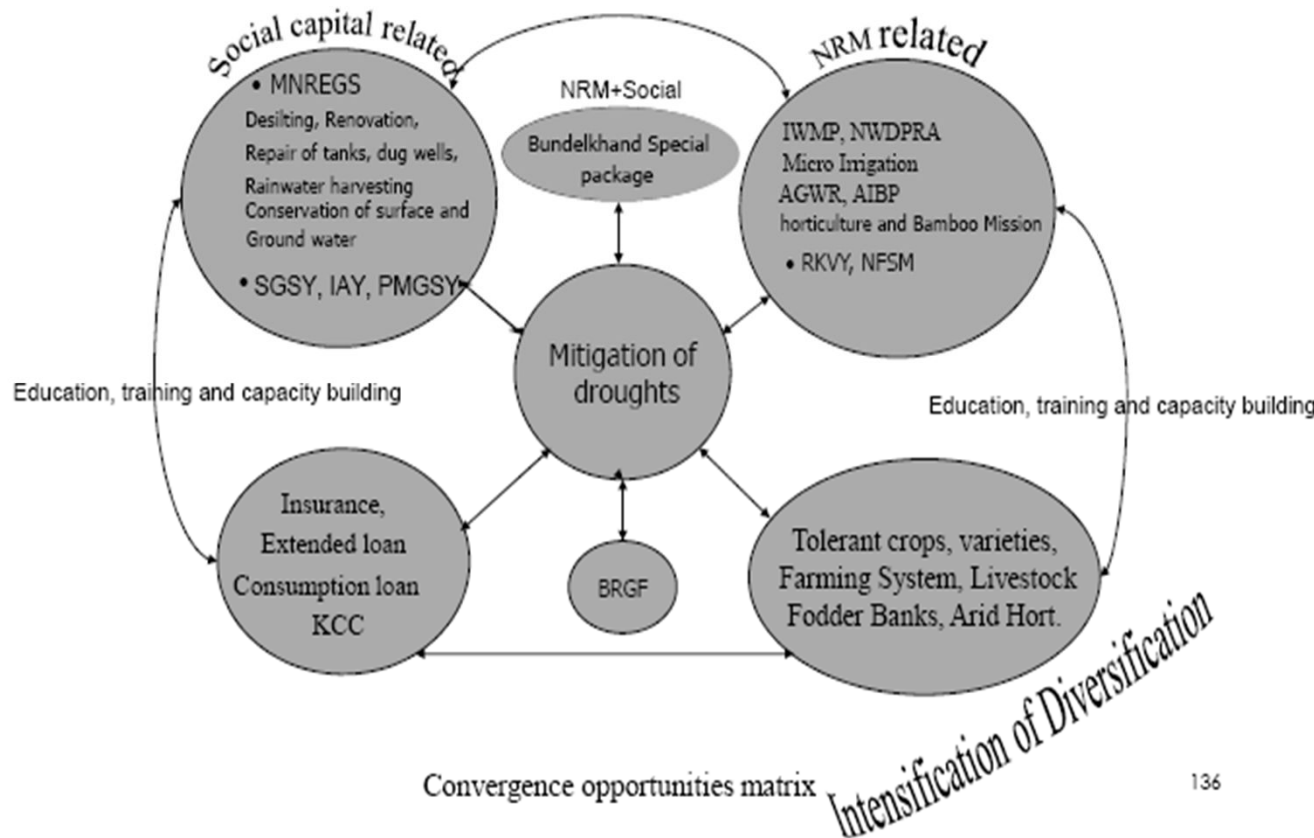 Social capital related
• MNREGS
Desilting, Renovation,
Repair of tanks, dug wells,
Rainwater harvesting
Conservation of surface and
Ground water
• SGSY, IAY, PMGSY
NRM+Social
Bundelkhand Special
package
NRM related
IWMP, NWDPRA
Micro Irrigation
AGWR, AIBP
horticulture and Bamboo Mission
• RKVY, NFSM
Mitigation of
droughts
Education, training and capacity building
Education, training and capacity building
Insurance,
Extended loan
Consumption loan
KCC
BRGF
Tolerant crops, varieties,
Farming System, Livestock
Fodder Banks, Arid Hort.
Intensification of Diversification
Convergence opportunities matrix
136